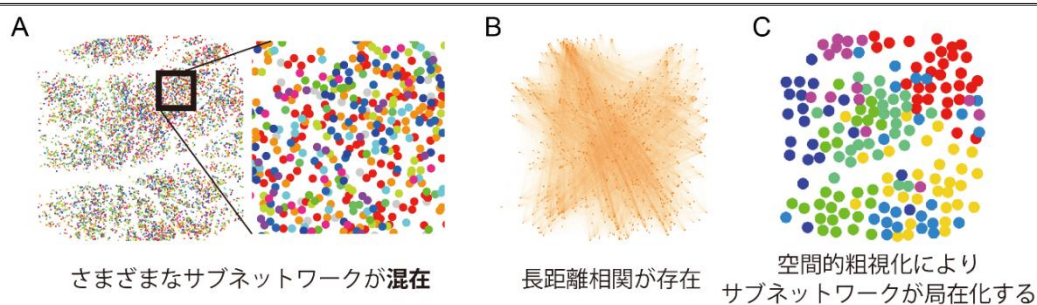 A
B
C
さまざまなサブネットワークが混在
長距離相関が存在
空間的粗視化により
サブネットワークが局在化する